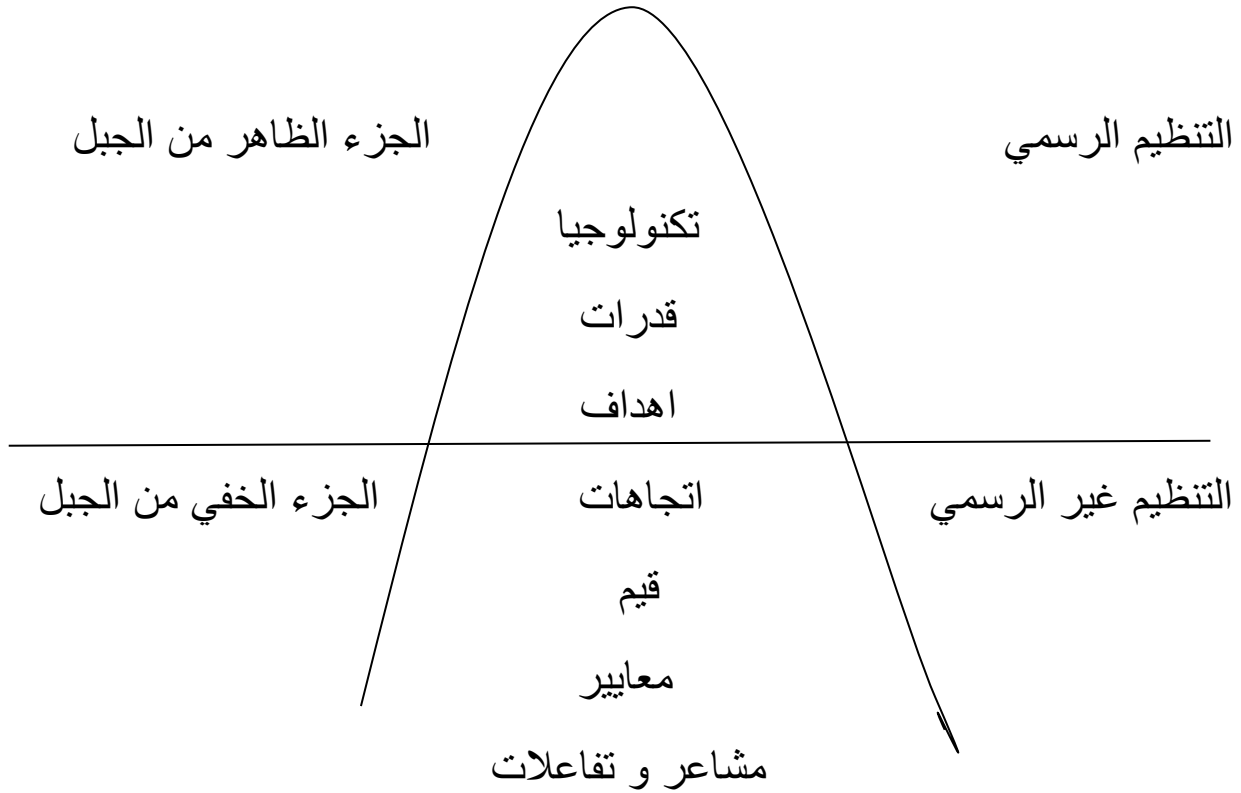 التنظيم الرسمي
الجزء الظاهر من الجبل
تكنولوجيا
قدرات
اهداف
التنظيم غير الرسمي
اتجاهات
الجزء الخفي من الجبل
قيم
معايير
مشاعر و تفاعلات